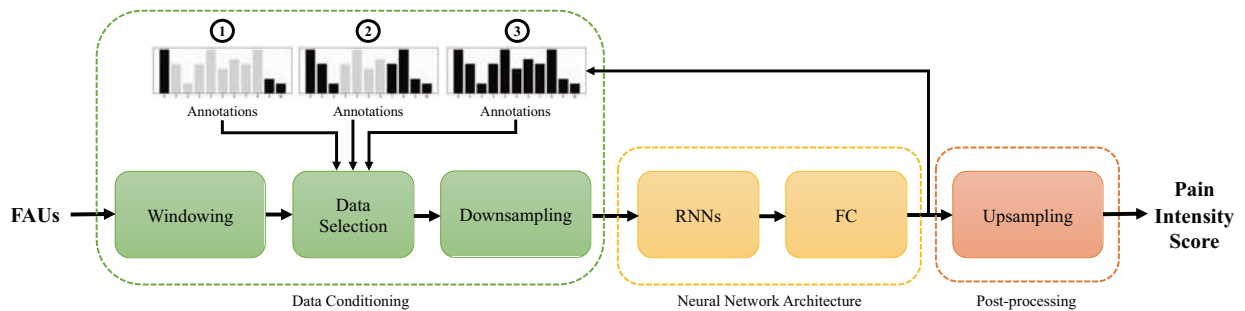 1
2
3
Annotations
Annotations
Annotations
FAUs
Windowing
Data
Selection
Downsampling
RNNs
FC
Upsampling
Pain
Intensity
Score
Data Conditioning
Neural Network Architecture
Post-processing